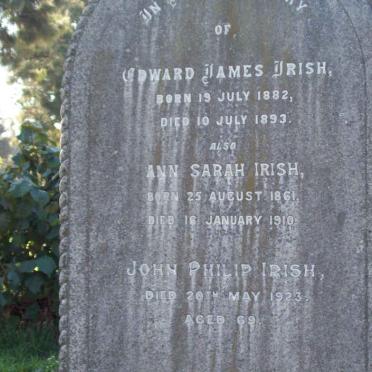 OF
EDWARD JAMES IRISH,
BORN 19 JULY 1882,
DIED 10 JULY 1893.
ALSO
ANN SARAH IRISH,
BORN 25 AUGUST 1861,
DIED 16 JANUARY 1910.
JOHN PHILIP IRISH,
DIED 20TH MAY 1923.
AGED 69.